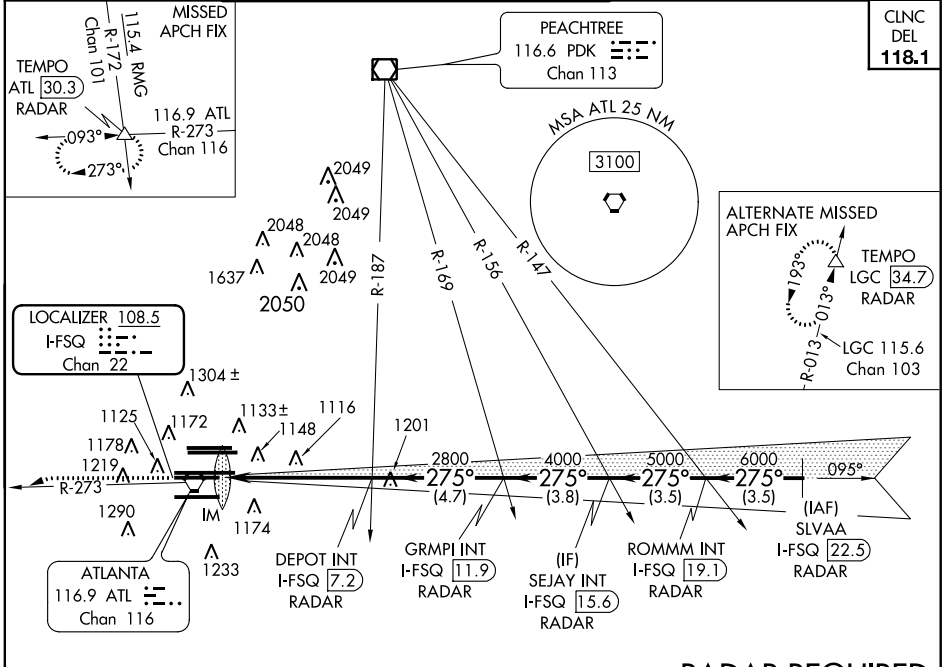 MISSED
APCH FIX
115.4 RMG
R-172
Chan 101
TEMPO
ATL 30.3
RADAR
116.9 ATL
R-273
Chan 116
093°
273°
PEACHTREE
116.6 PDK
Chan 113
CLNC
DEL
118.1
MSA ATL 25 NM
3100
ALTERNATE MISSED
APCH FIX
TEMPO
LGC 34.7
RADAR
193°
013°
R-013
LGC 115.6
Chan 103
2049
2049
2048
2048
2049
1637
2050
R-187
R-169
R-156
R-147
LOCALIZER 108.5
I-FSQ
Chan 22
1304 ±
1133±
1116
1125
1172
1148
1201
1178
1219
R-273
1290
1174
IM
1233
2800
4000
5000
6000
275°
275°
275°
275°
095°
(4.7)
(3.8)
(3.5)
(3.5)
ATLANTA
116.9 ATL
Chan 116
DEPOT INT
I-FSQ 7.2
RADAR
GRMPI INT
I-FSQ 11.9
RADAR
(IF)
SEJAY INT
I-FSQ 15.6
RADAR
ROMMM INT
I-FSQ 19.1
RADAR
(IAF)
SLVAA
I-FSQ 22.5
RADAR
RADAR REQUIRED